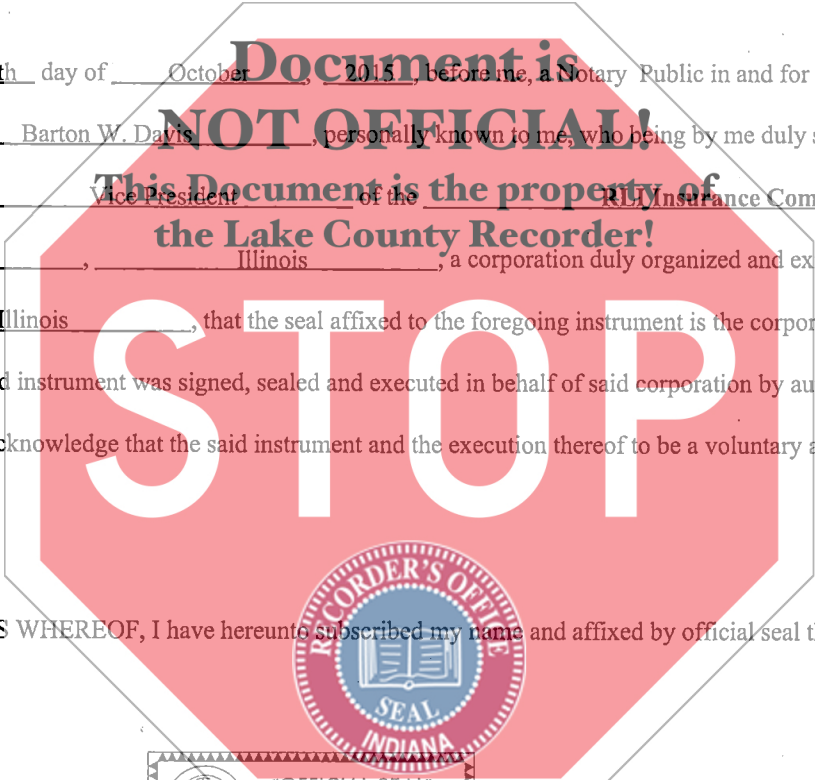 Document is
th day of October, 2015, before me, a Notary Public in and for
NOT OFFICIAL!
Barton W. Davis, personally known to me, who being by me duly s
This Document is the property of
Vice President of the RLI Insurance Com
the Lake County Recorder!
, Illinois, a corporation duly organized and ex
Illinois, that the seal affixed to the foregoing instrument is the corpor
STOP
d instrument was signed, sealed and executed in behalf of said corporation by au
cknowledge that the said instrument and the execution thereof to be a voluntary a
RECORDER'S OFFICE
S WHEREOF, I have hereunto subscribed my name and affixed by official seal th
SEAL
INDIANA